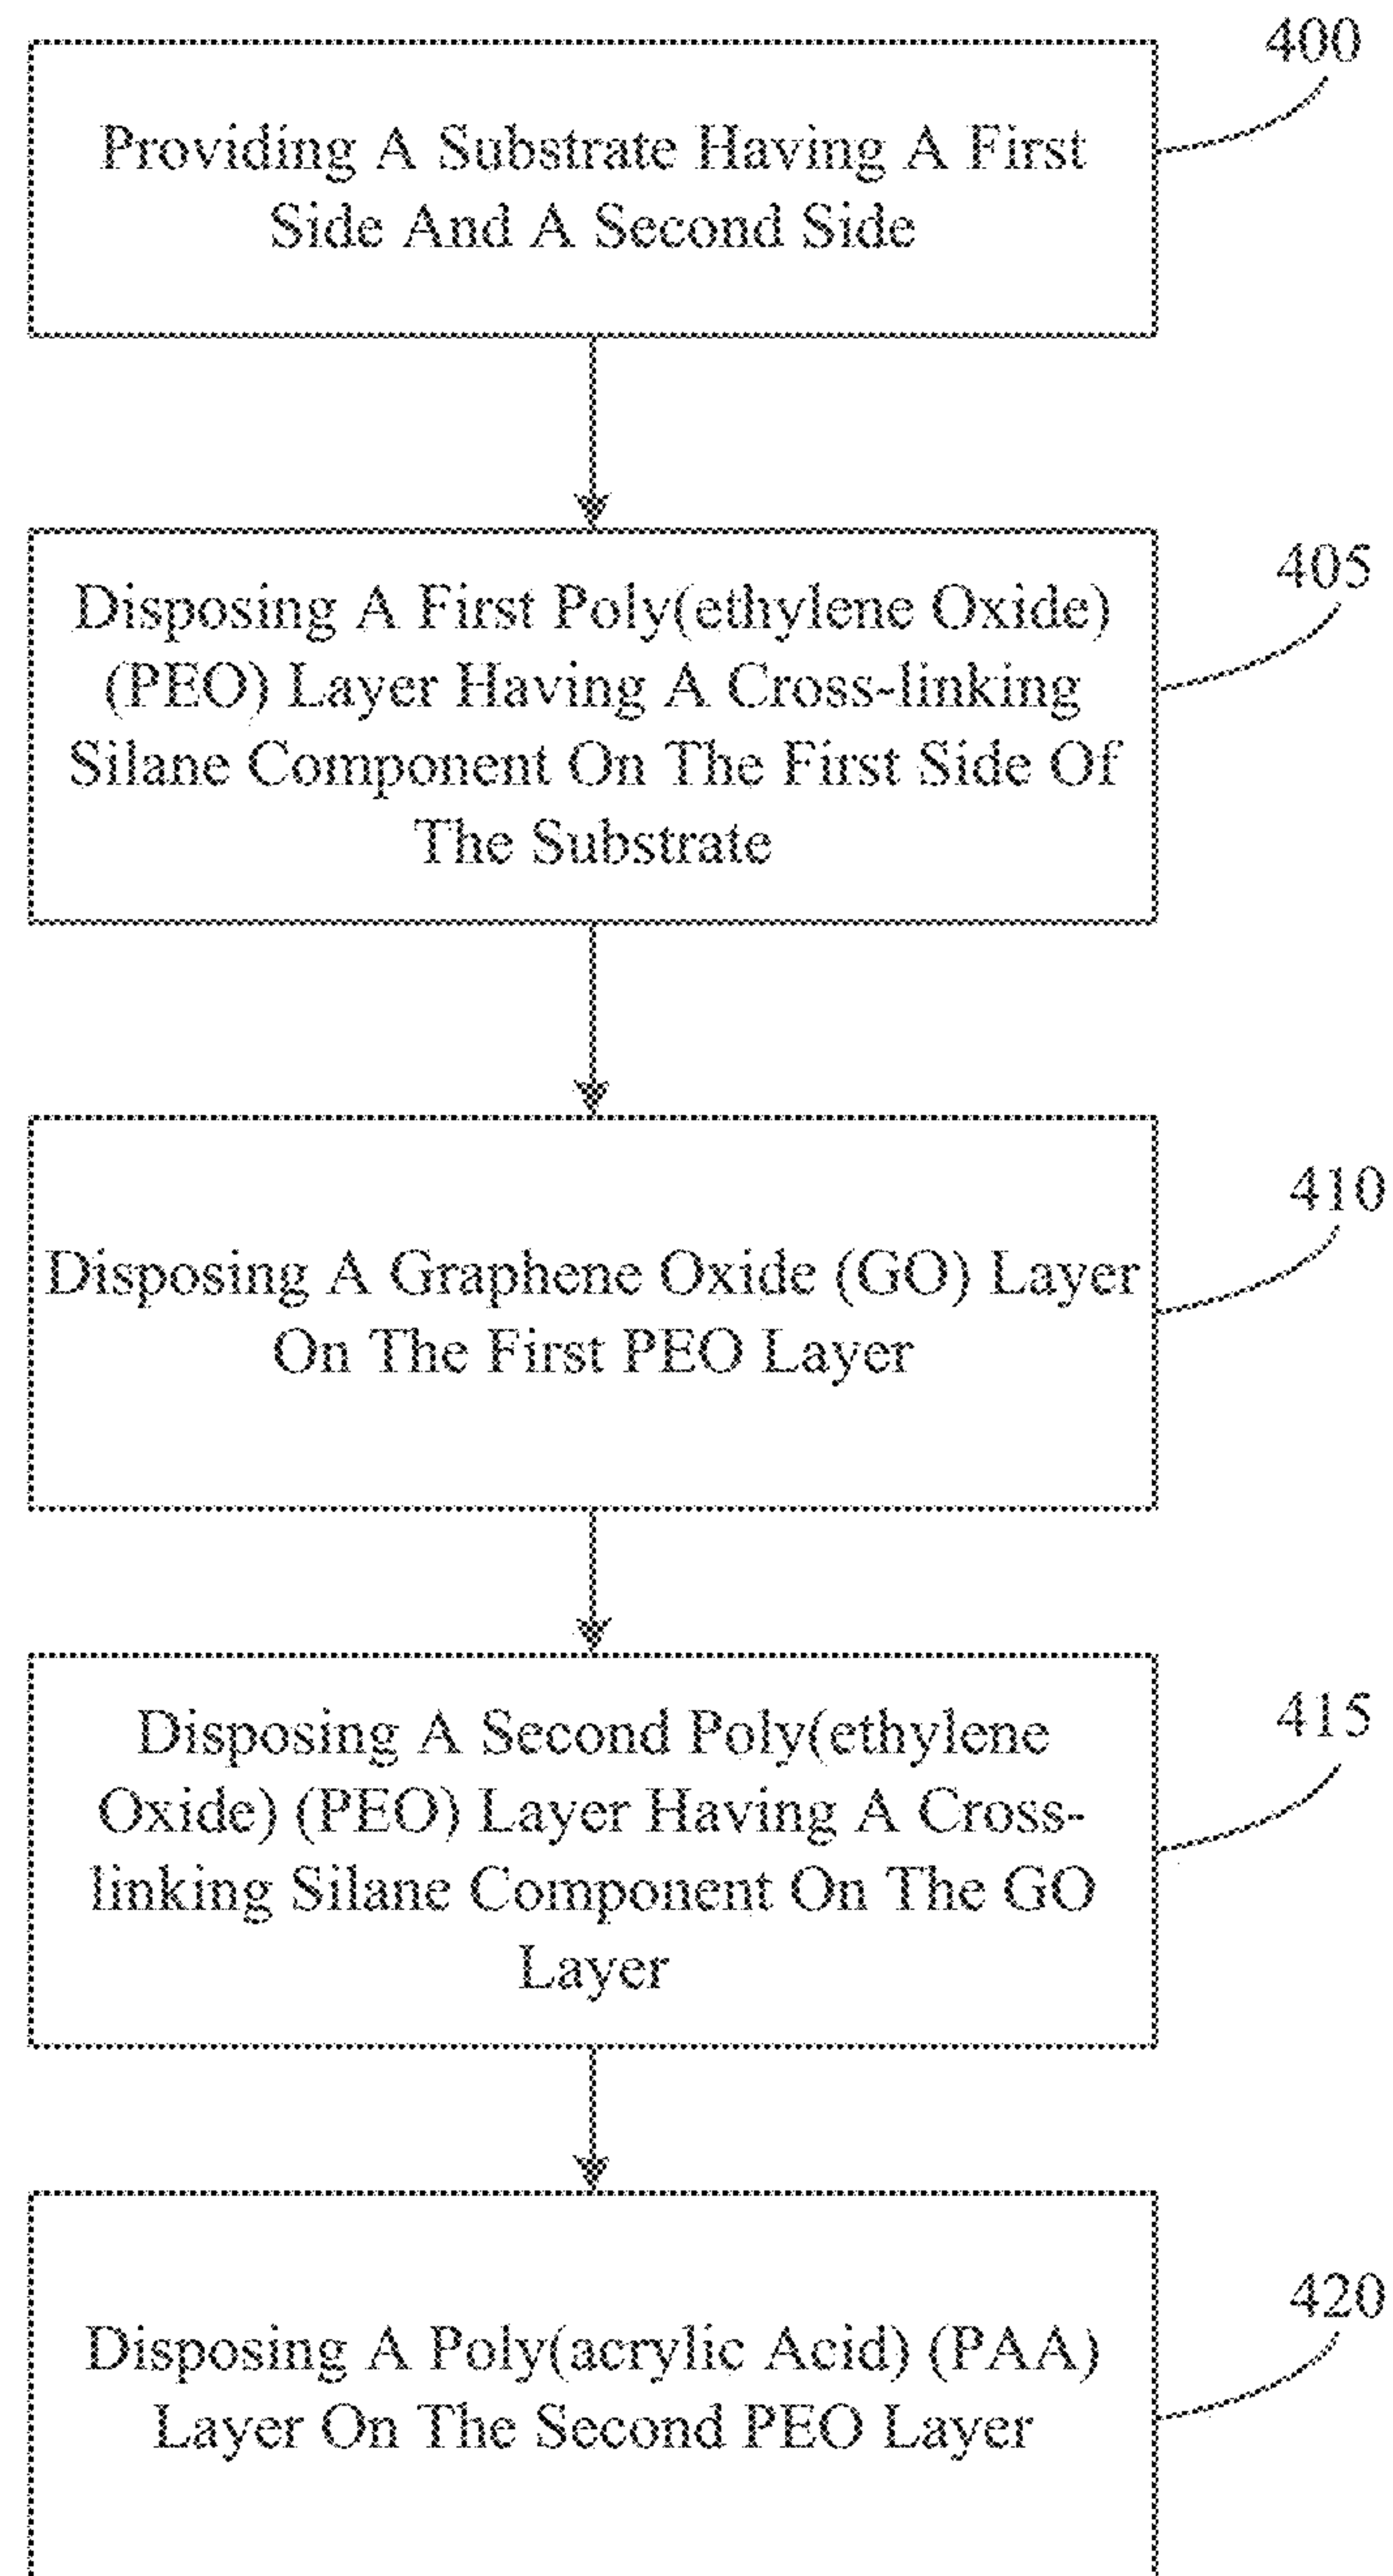 400
Providing A Substrate Having A First
Side And A Second Side
405
Disposing A First Poly(ethylene Oxide)
(PEO) Layer Having A Cross-linking
Silane Component On The First Side Of
The Substrate
410
Disposing A Graphene Oxide (GO) Layer
On The First PEO Layer
415
Disposing A Second Poly(ethylene
Oxide) (PEO) Layer Having A Cross-
linking Silane Component On The GO
Layer
420
Disposing A Poly(acrylic Acid) (PAA)
Layer On The Second PEO Layer